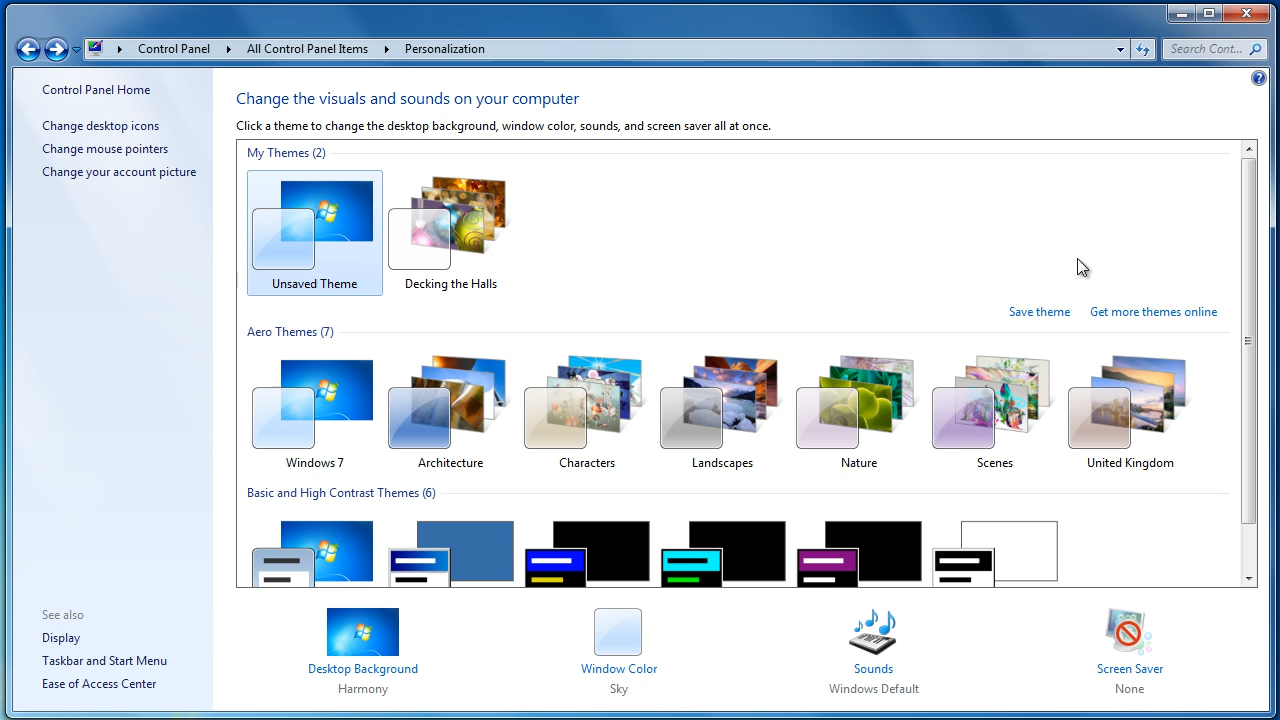 Control Panel
All Control Panel Items
Personalization
Search Cont...
Control Panel Home
Change desktop icons
Change mouse pointers
Change your account picture
Change the visuals and sounds on your computer
Click a theme to change the desktop background, window color, sounds, and screen saver all at once.
My Themes (2)
Unsaved Theme
Decking the Halls
Save theme
Get more themes online
Aero Themes (7)
Windows 7
Architecture
Characters
Landscapes
Nature
Scenes
United Kingdom
Basic and High Contrast Themes (6)
See also
Display
Taskbar and Start Menu
Ease of Access Center
Desktop Background
Harmony
Window Color
Sky
Sounds
Windows Default
Screen Saver
None